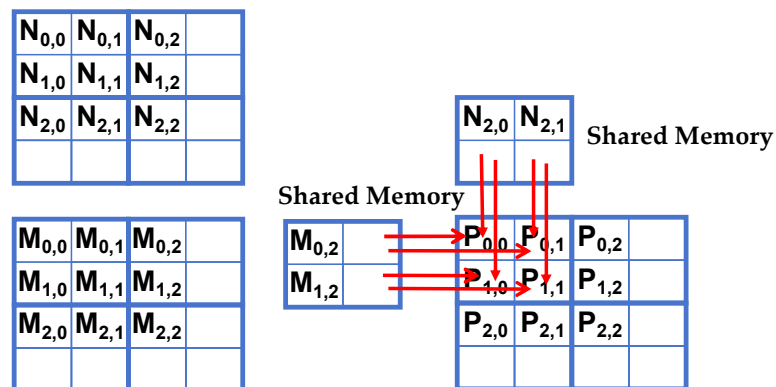 N0,0 N0,1 N0,2
N1,0 N1,1 N1,2
N2,0 N2,1 N2,2
N2,0 N2,1
Shared Memory
Shared Memory
M0,0 M0,1 M0,2
M1,0 M1,1 M1,2
M2,0 M2,1 M2,2
M0,2
M1,2
P0,0 P0,1 P0,2
P1,0 P1,1 P1,2
P2,0 P2,1 P2,2